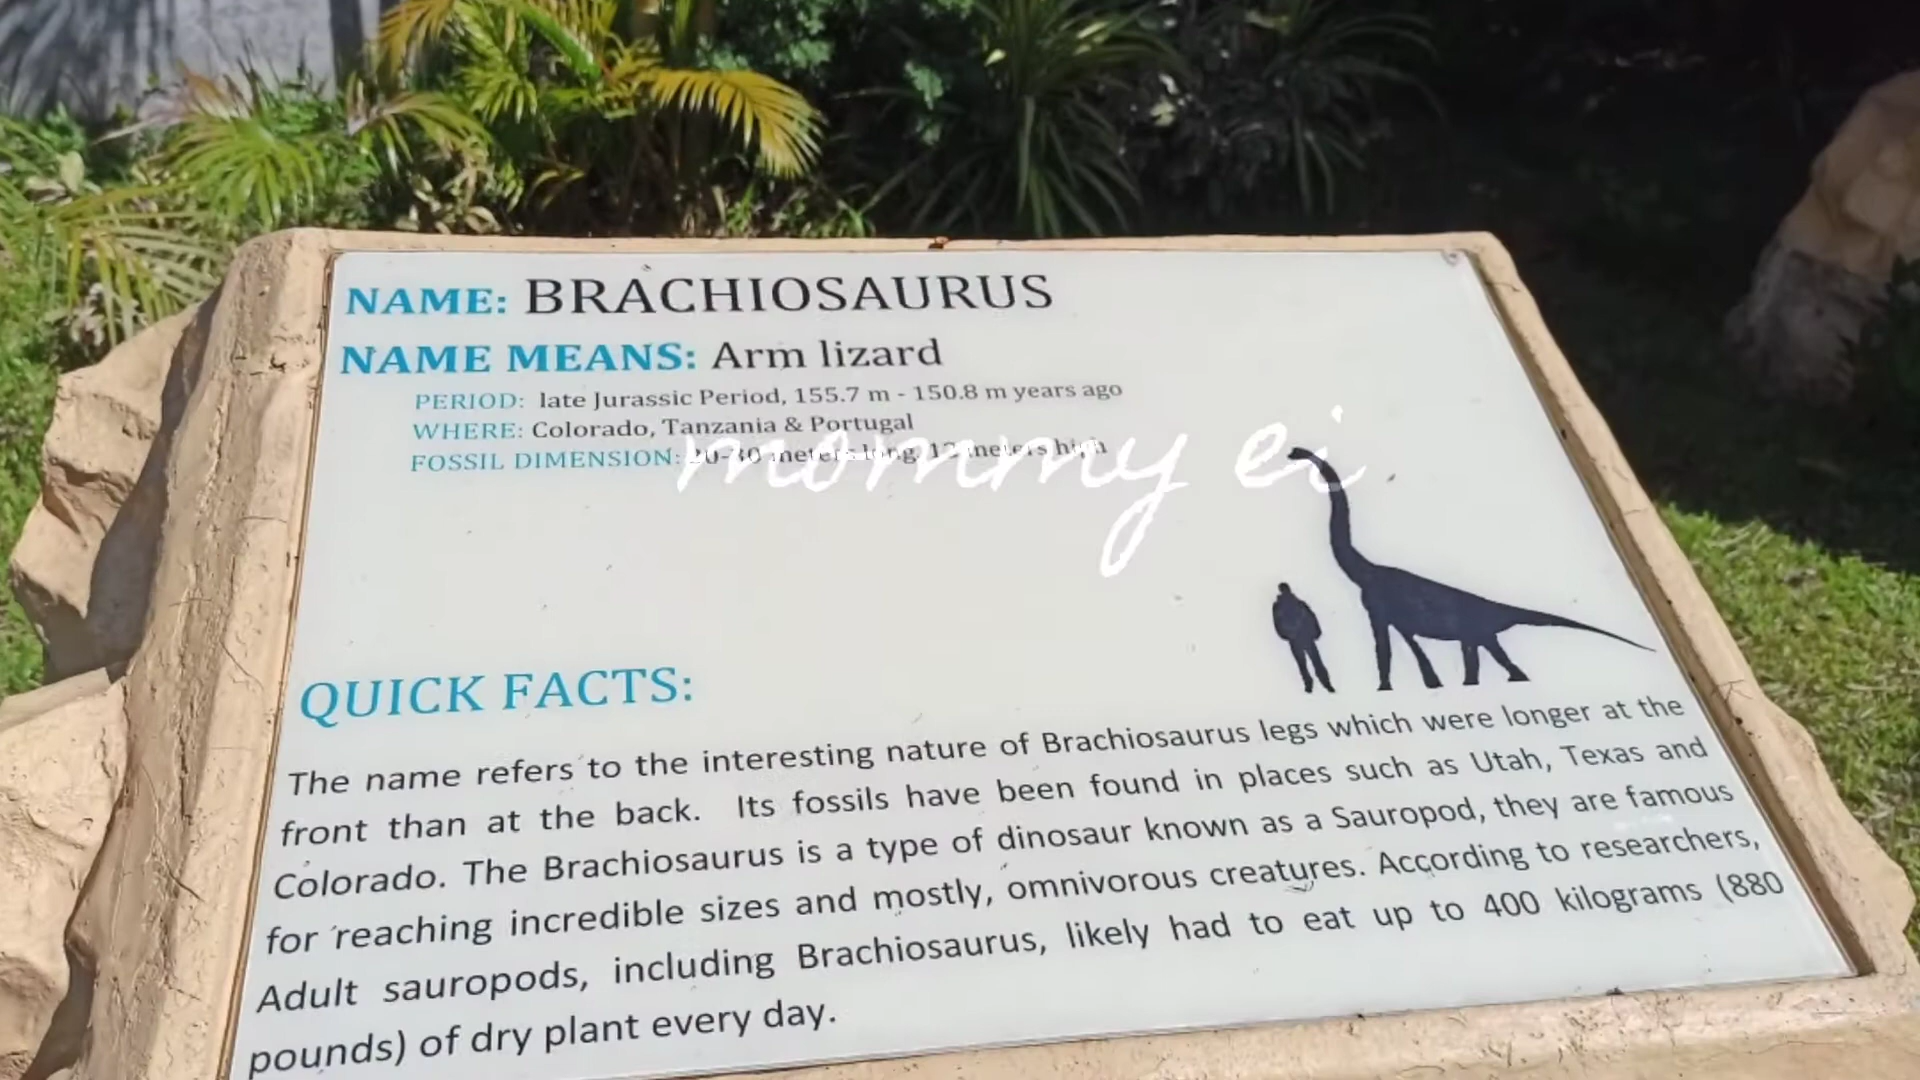 NAME: BRACHIOSAURUS
NAME MEANS: Arm lizard
PERIOD: late Jurassic Period, 155.7 m - 150.8 m years ago
WHERE: Colorado, Tanzania & Portugal
FOSSIL DIMENSION: meters long, 12 meters high
mommy ei
QUICK FACTS:
The name refers to the interesting nature of Brachiosaurus legs which were longer at the
front than at the back. Its fossils have been found in places such as Utah, Texas and
Colorado. The Brachiosaurus is a type of dinosaur known as a Sauropod, they are famous
for reaching incredible sizes and mostly, omnivorous creatures. According to researchers,
Adult sauropods, including Brachiosaurus, likely had to eat up to 400 kilograms (880
pounds) of dry plant every day.